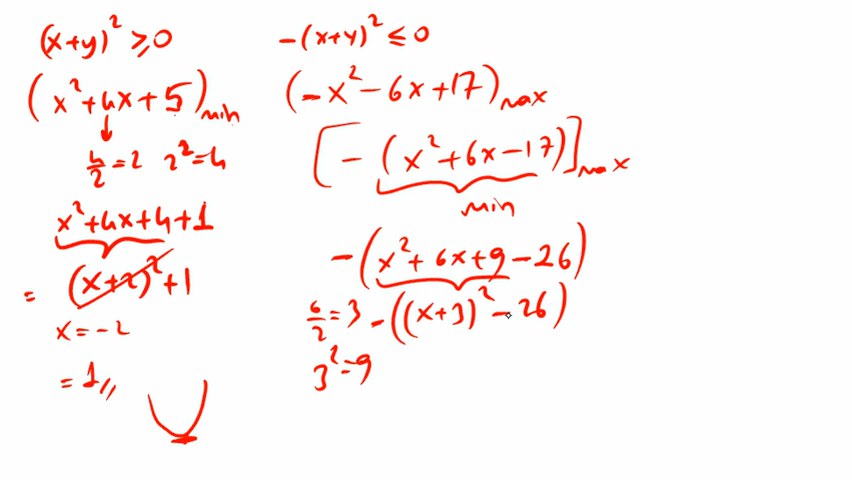 (x+y)² ≥ 0
(x²+4x+5)min
4/2 = 2 2² = 4
x²+4x+4+1
= (x+2)²+1
x = -2
= 1//
-(x+y)² ≤ 0
(-x²-6x+17)max
[-(x²+6x-17)]max
min
-(x²+6x+9-26)
6/2 = 3 -((x+3)²-26)
3² = 9